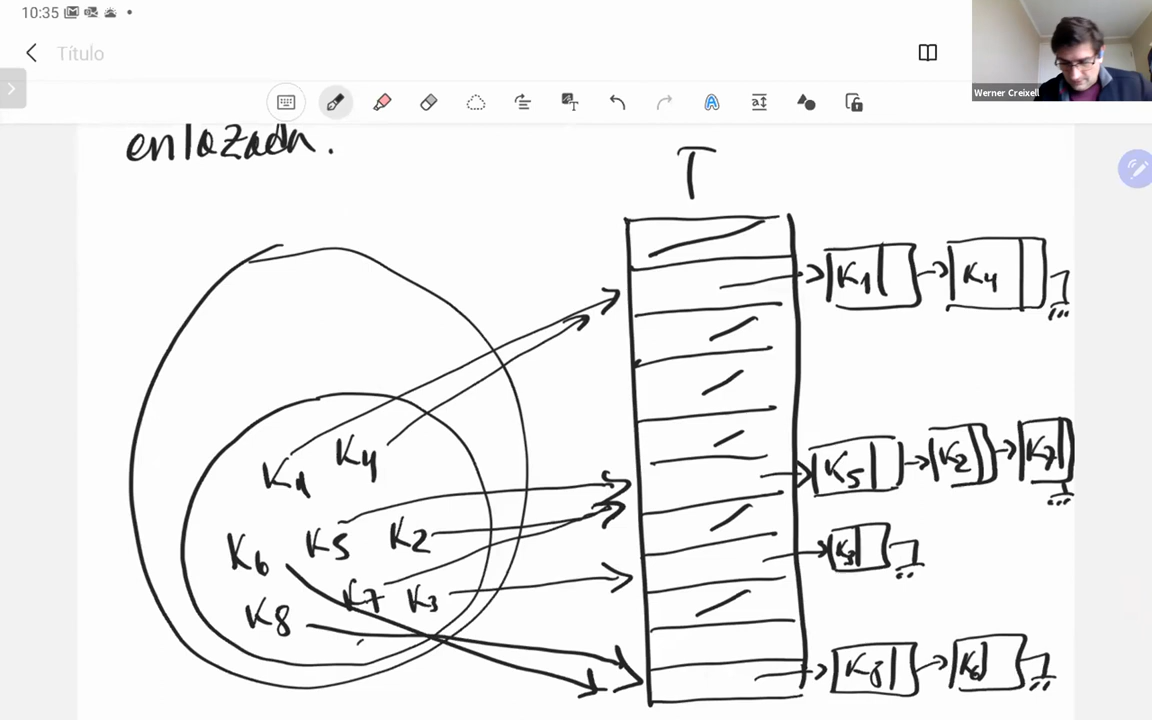 10:35
Título
Werner Creixell
enlazada.
T
K1 K4
K1 K4
K5 K2 K7
K6 K5 K2
K3
K8 K7 K3
K8 K6